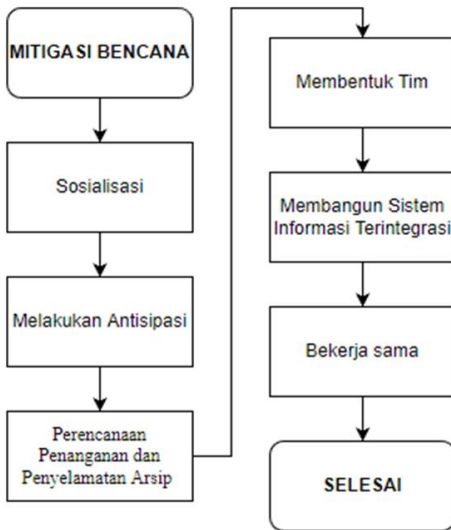 MITIGASI BENCANA
Sosialisasi
Melakukan Antisipasi
Perencanaan
Penanganan dan
Penyelamatan Arsip
Membentuk Tim
Membangun Sistem
Informasi Terintegrasi
Bekerja sama
SELESAI